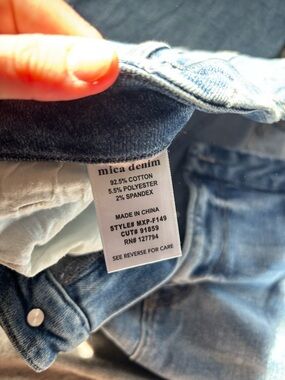 mica denim
92.5% COTTON
5.5% POLYESTER
2% SPANDEX
MADE IN CHINA
STYLE# MXP-F149
CUT# 91859
RN# 127794
SEE REVERSE FOR CARE